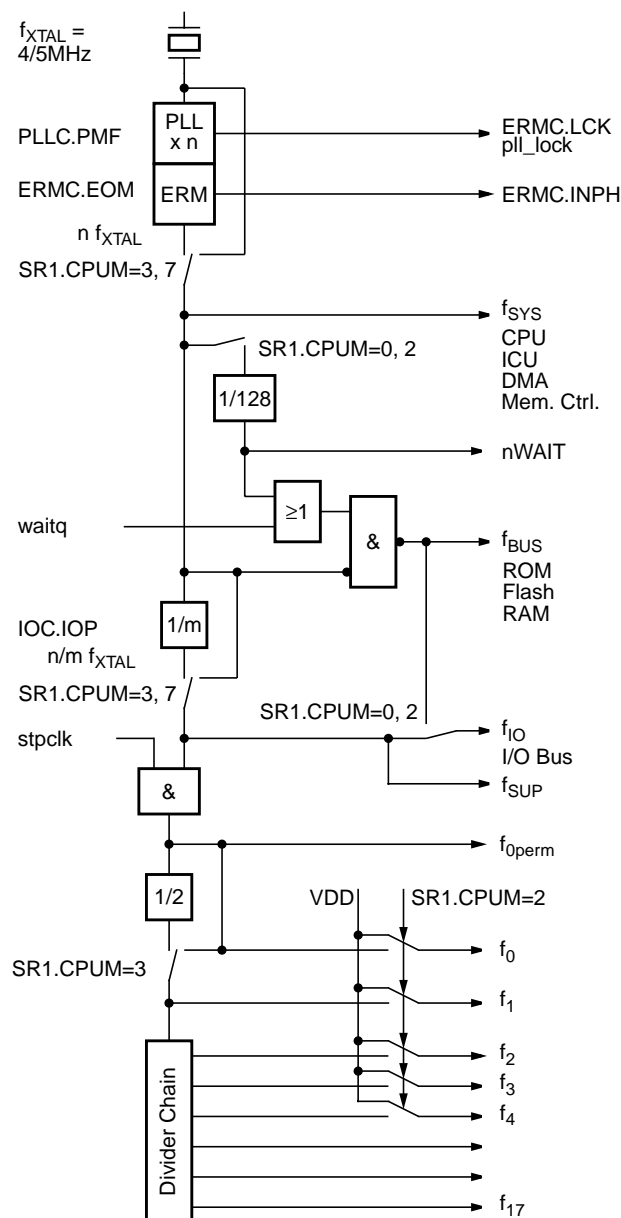 fXTAL =
4/5MHz
PLLC.PMF
PLL
x n
ERMC.LCK
pll_lock
ERMC.EOM
ERM
ERMC.INPH
n fXTAL
SR1.CPUM=3, 7
fSYS
CPU
ICU
DMA
Mem. Ctrl.
SR1.CPUM=0, 2
1/128
nWAIT
≥1
waitq
&
fBUS
ROM
Flash
RAM
IOC.IOP
1/m
n/m fXTAL
SR1.CPUM=3, 7
SR1.CPUM=0, 2
stpclk
fIO
I/O Bus
fSUP
&
f0perm
1/2
VDD
SR1.CPUM=2
SR1.CPUM=3
f0
f1
f2
f3
f4
Divider Chain
f17